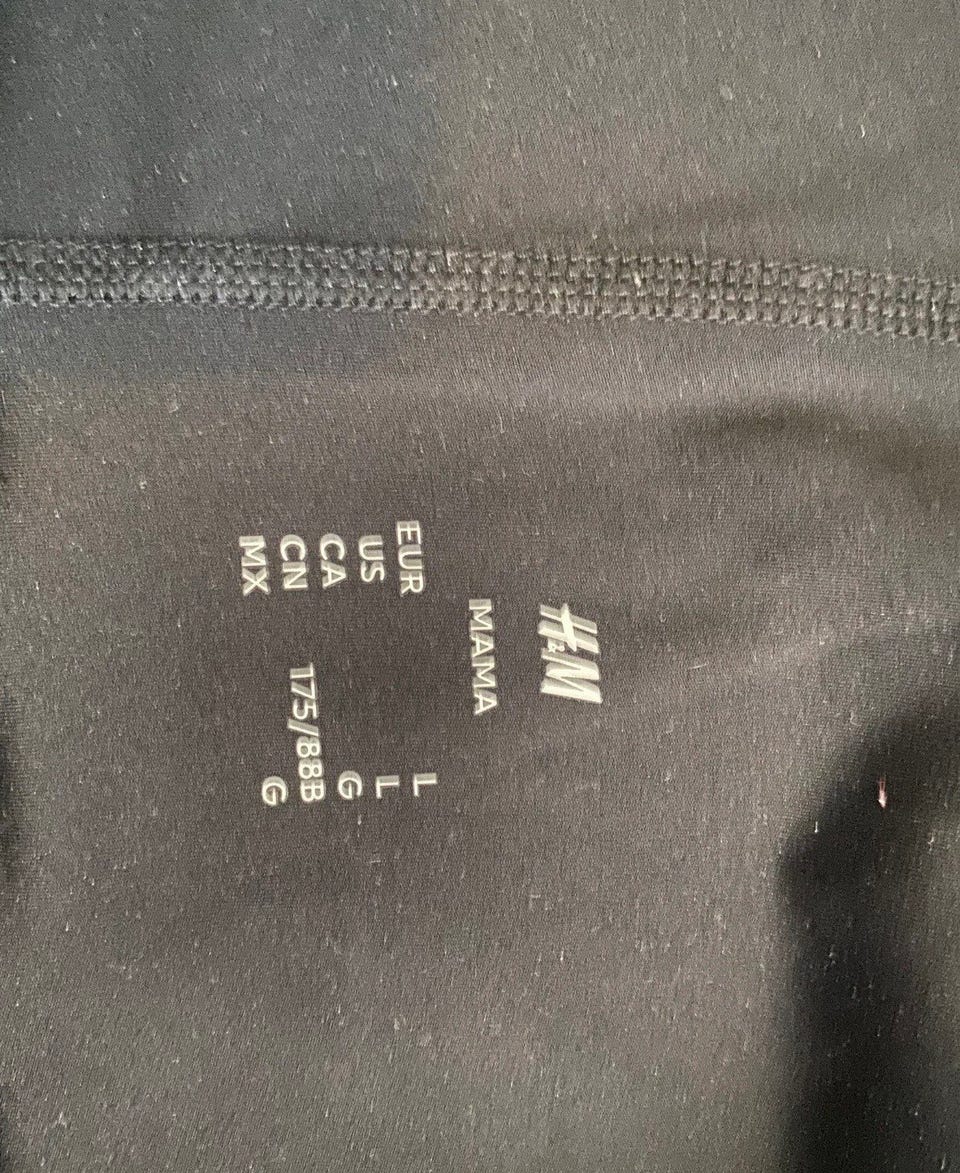 H&M
MAMA
EUR L
US L
CA G
CN 175/88B
MX G